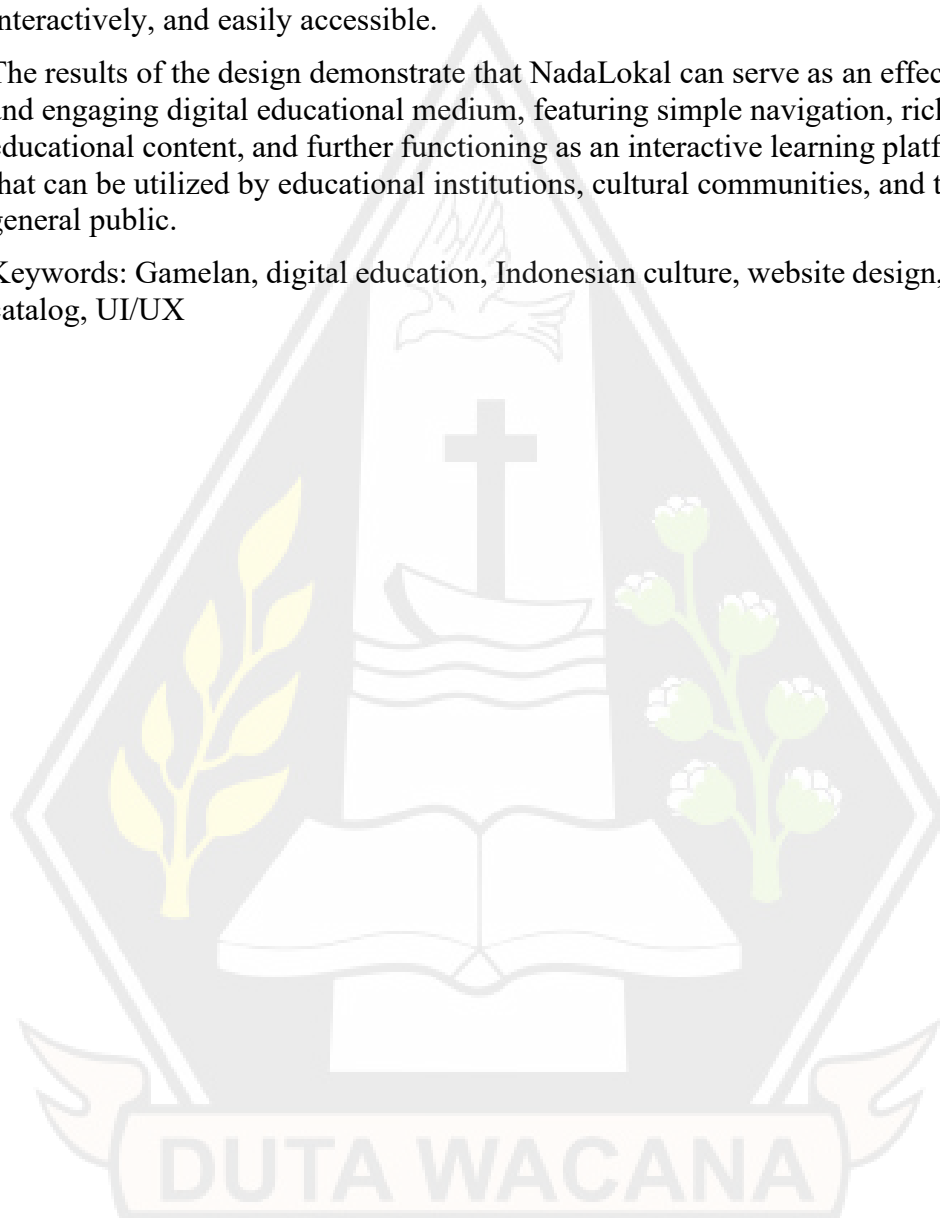 nteractively, and easily accessible.
The results of the design demonstrate that NadaLokal can serve as an effec
nd engaging digital educational medium, featuring simple navigation, rich
educational content, and further functioning as an interactive learning platf
hat can be utilized by educational institutions, cultural communities, and t
general public.
Keywords: Gamelan, digital education, Indonesian culture, website design,
catalog, UI/UX
DUTA WACANA